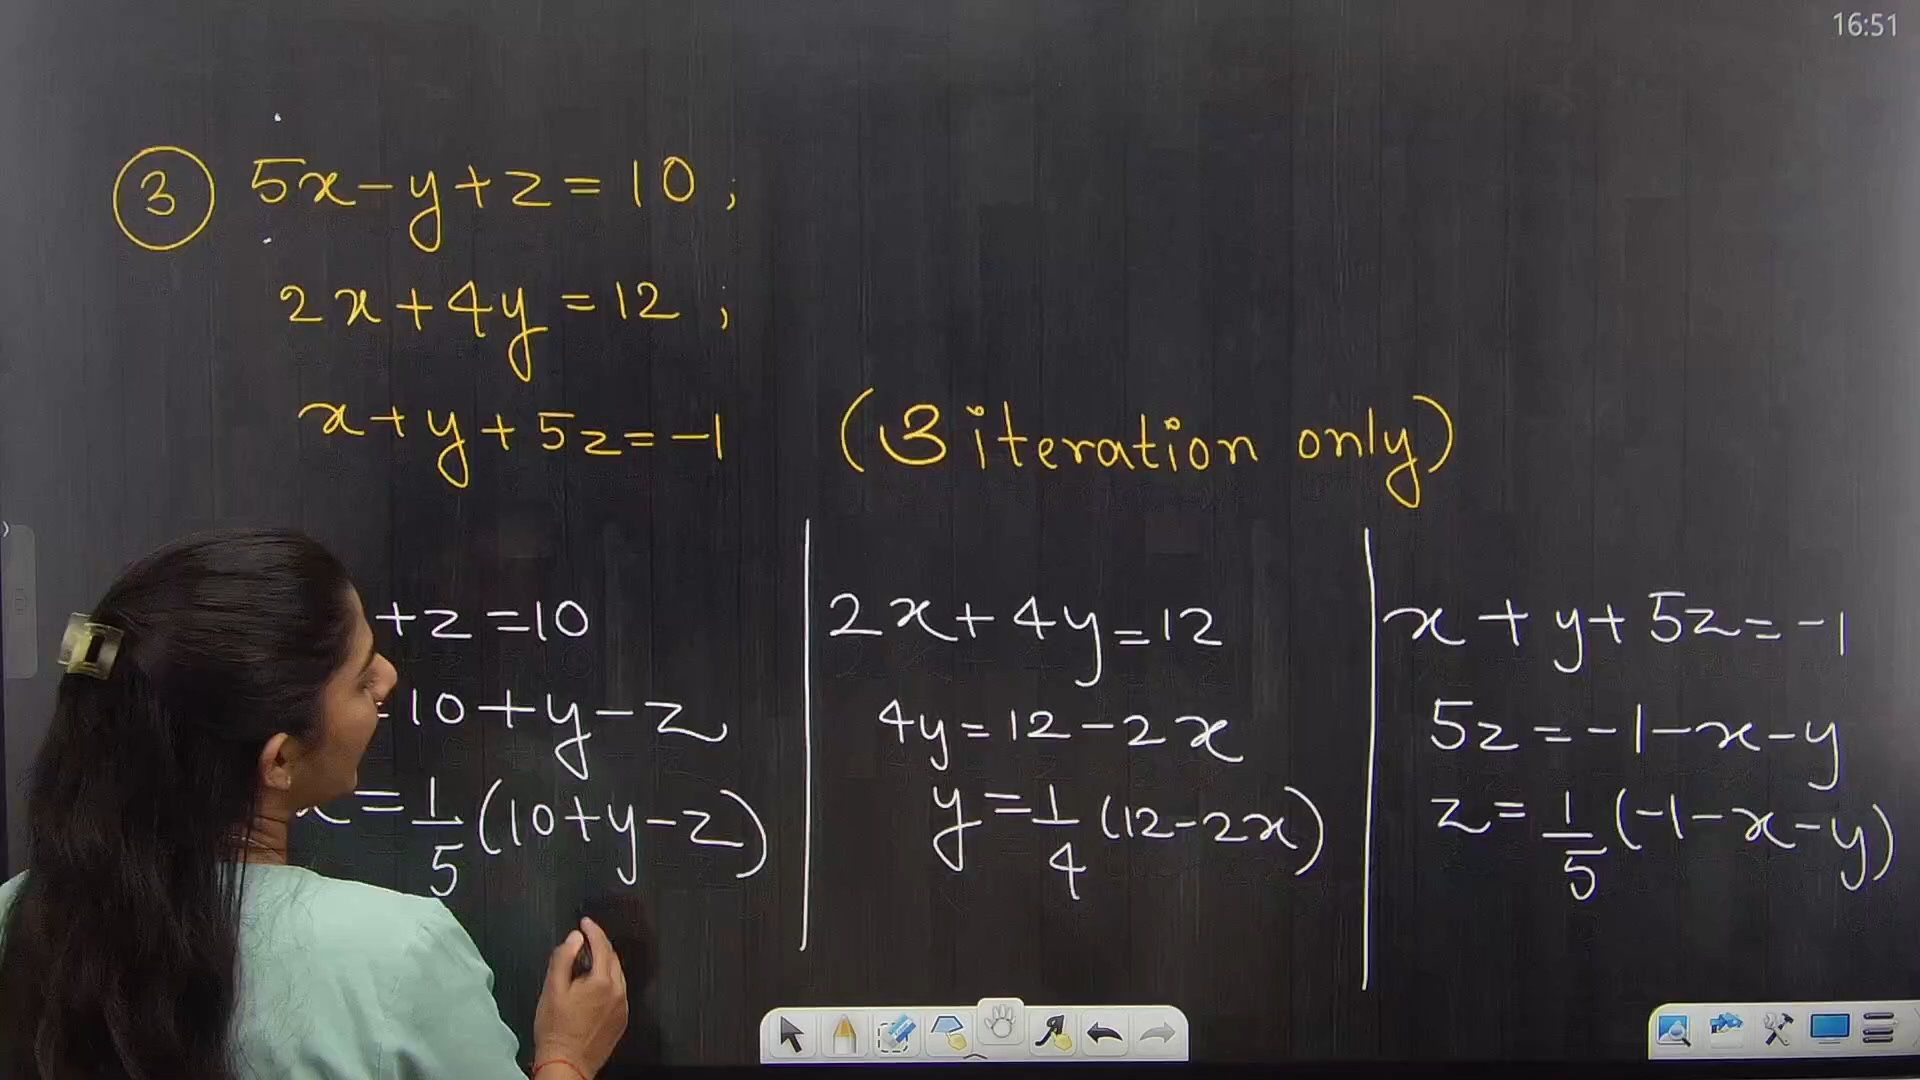 16:51
③ 5x-y+z=10;
2x+4y=12;
x+y+5z=-1 (3 iteration only)
+z=10
10+y-z
x=1/5(10+y-z)
2x+4y=12
4y=12-2x
y=1/4(12-2x)
x+y+5z=-1
5z=-1-x-y
z=1/5(-1-x-y)